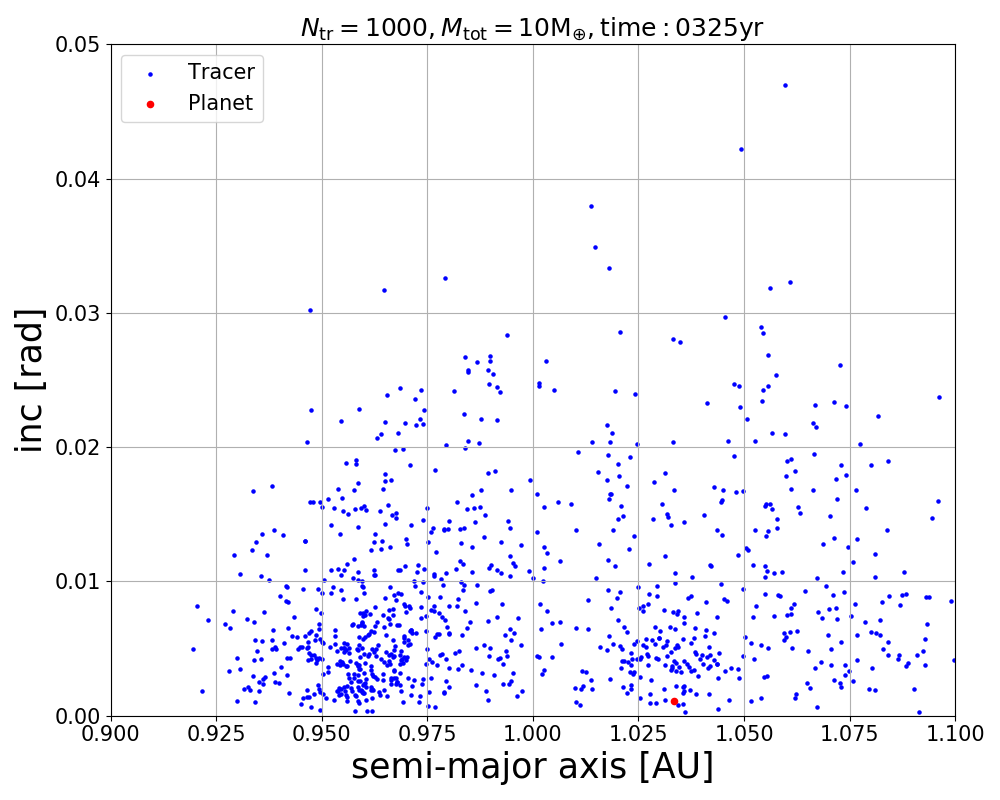 N_tr = 1000, M_tot = 10M_⊕, time : 0325yr
0.05
Tracer
Planet
0.04
0.03
inc [rad]
0.02
0.01
0.00
0.900 0.925 0.950 0.975 1.000 1.025 1.050 1.075 1.100
semi-major axis [AU]